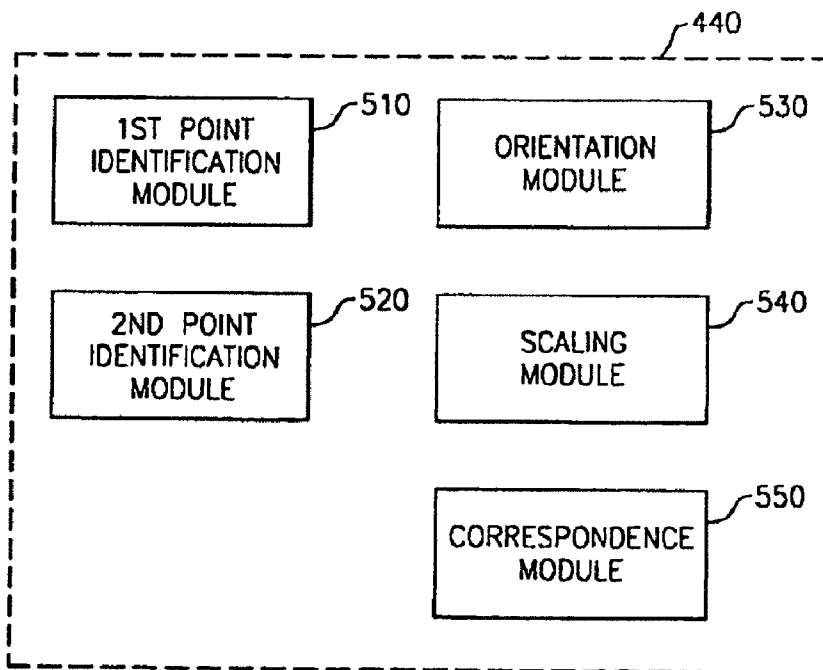 440
1ST POINT
IDENTIFICATION
MODULE
510
ORIENTATION
MODULE
530
2ND POINT
IDENTIFICATION
MODULE
520
SCALING
MODULE
540
CORRESPONDENCE
MODULE
550